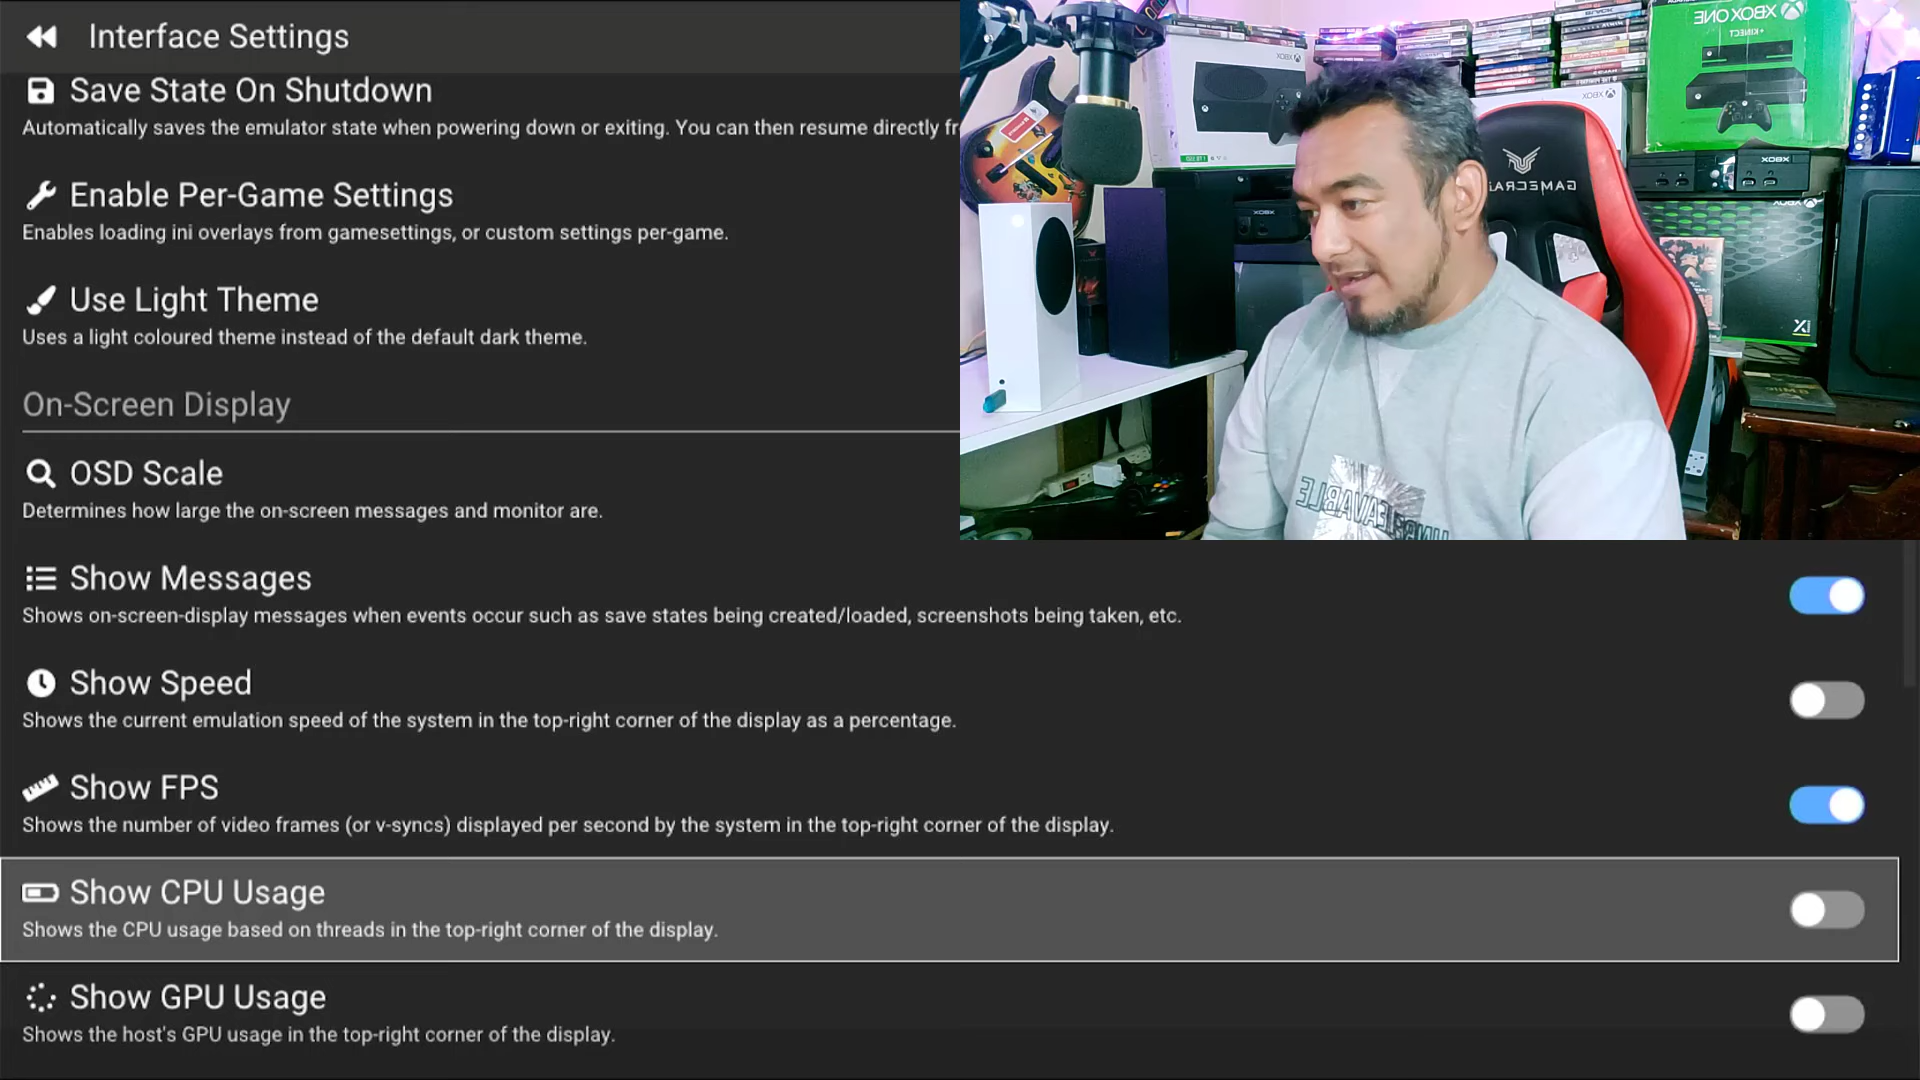 Interface Settings
Save State On Shutdown
Automatically saves the emulator state when powering down or exiting. You can then resume directly fr
Enable Per-Game Settings
Enables loading ini overlays from gamesettings, or custom settings per-game.
Use Light Theme
Uses a light coloured theme instead of the default dark theme.
On-Screen Display
OSD Scale
Determines how large the on-screen messages and monitor are.
Show Messages
Shows on-screen-display messages when events occur such as save states being created/loaded, screenshots being taken, etc.
Show Speed
Shows the current emulation speed of the system in the top-right corner of the display as a percentage.
Show FPS
Shows the number of video frames (or v-syncs) displayed per second by the system in the top-right corner of the display.
Show CPU Usage
Shows the CPU usage based on threads in the top-right corner of the display.
Show GPU Usage
Shows the host's GPU usage in the top-right corner of the display.
XBOX ONE
+ KINECT
XBOX
XBOX
XBOX
XBOX
XBOX